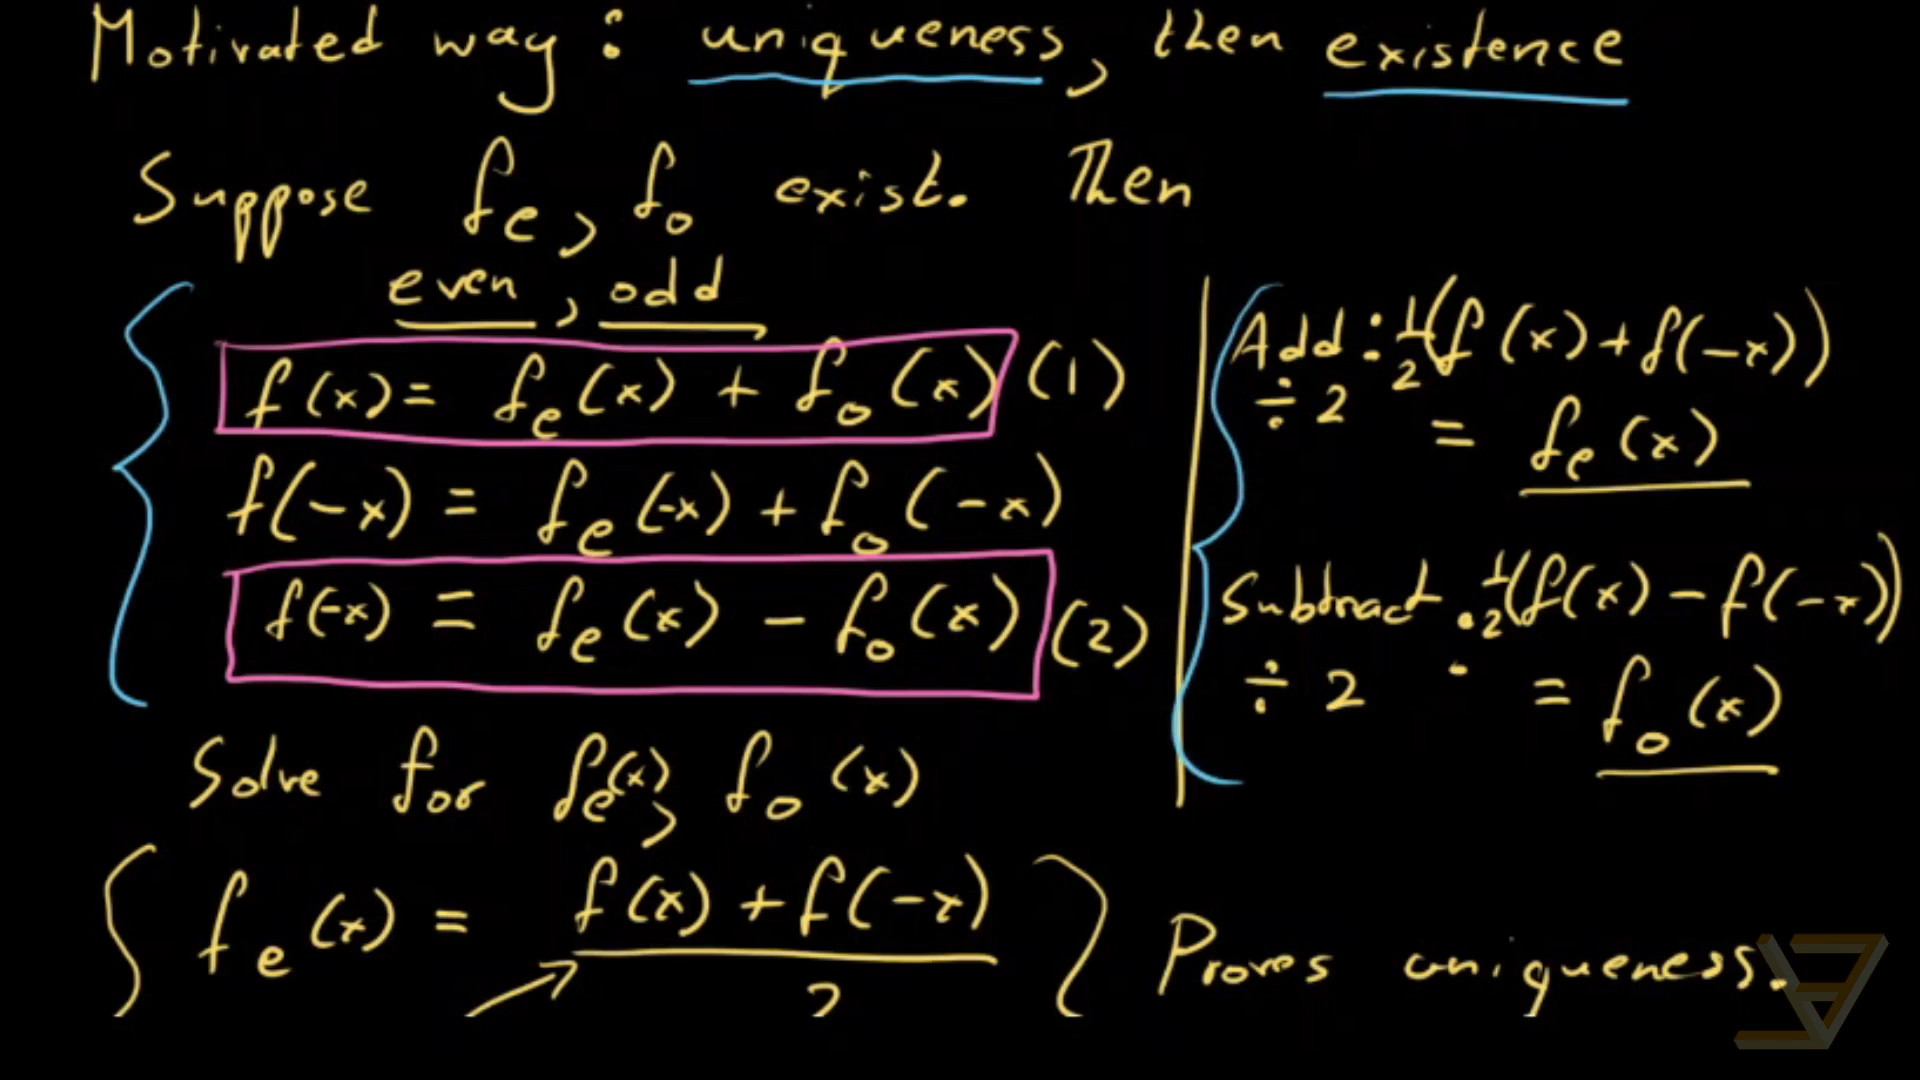 Motivated way: uniqueness, then existence
Suppose fₑ, fₒ exist. Then
even, odd
f(x) = fₑ(x) + fₒ(x) (1)
f(-x) = fₑ(-x) + fₒ(-x)
f(-x) = fₑ(x) - fₒ(x) (2)
Add: ½(f(x) + f(-x))
÷ 2 = fₑ(x)
Subtract: ½(f(x) - f(-x))
÷ 2 = fₒ(x)
Solve for fₑ(x), fₒ(x)
fₑ(x) = (f(x) + f(-x))/2
Proves uniqueness.